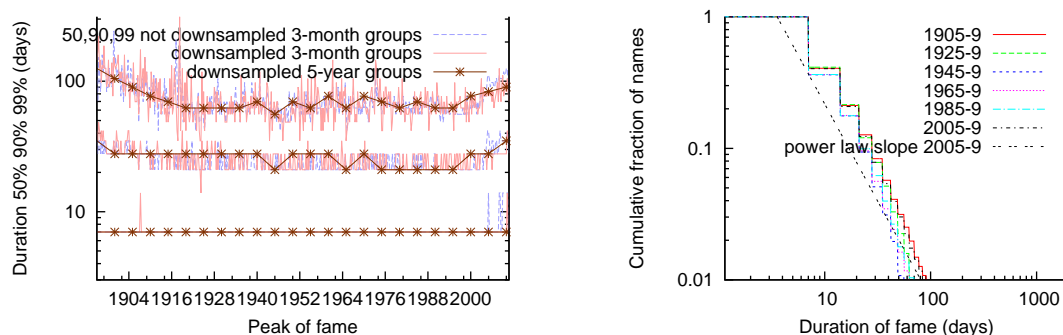 50,90,99 not downsampled 3-month groups
downsampled 3-month groups
downsampled 5-year groups
Duration 50% 90% 99% (days)
100
10
1904 1916 1928 1940 1952 1964 1976 1988 2000
Peak of fame
Cumulative fraction of names
1
0.1
0.01
1905-9
1925-9
1945-9
1965-9
1985-9
2005-9
power law slope 2005-9
10 100 1000
Duration of fame (days)